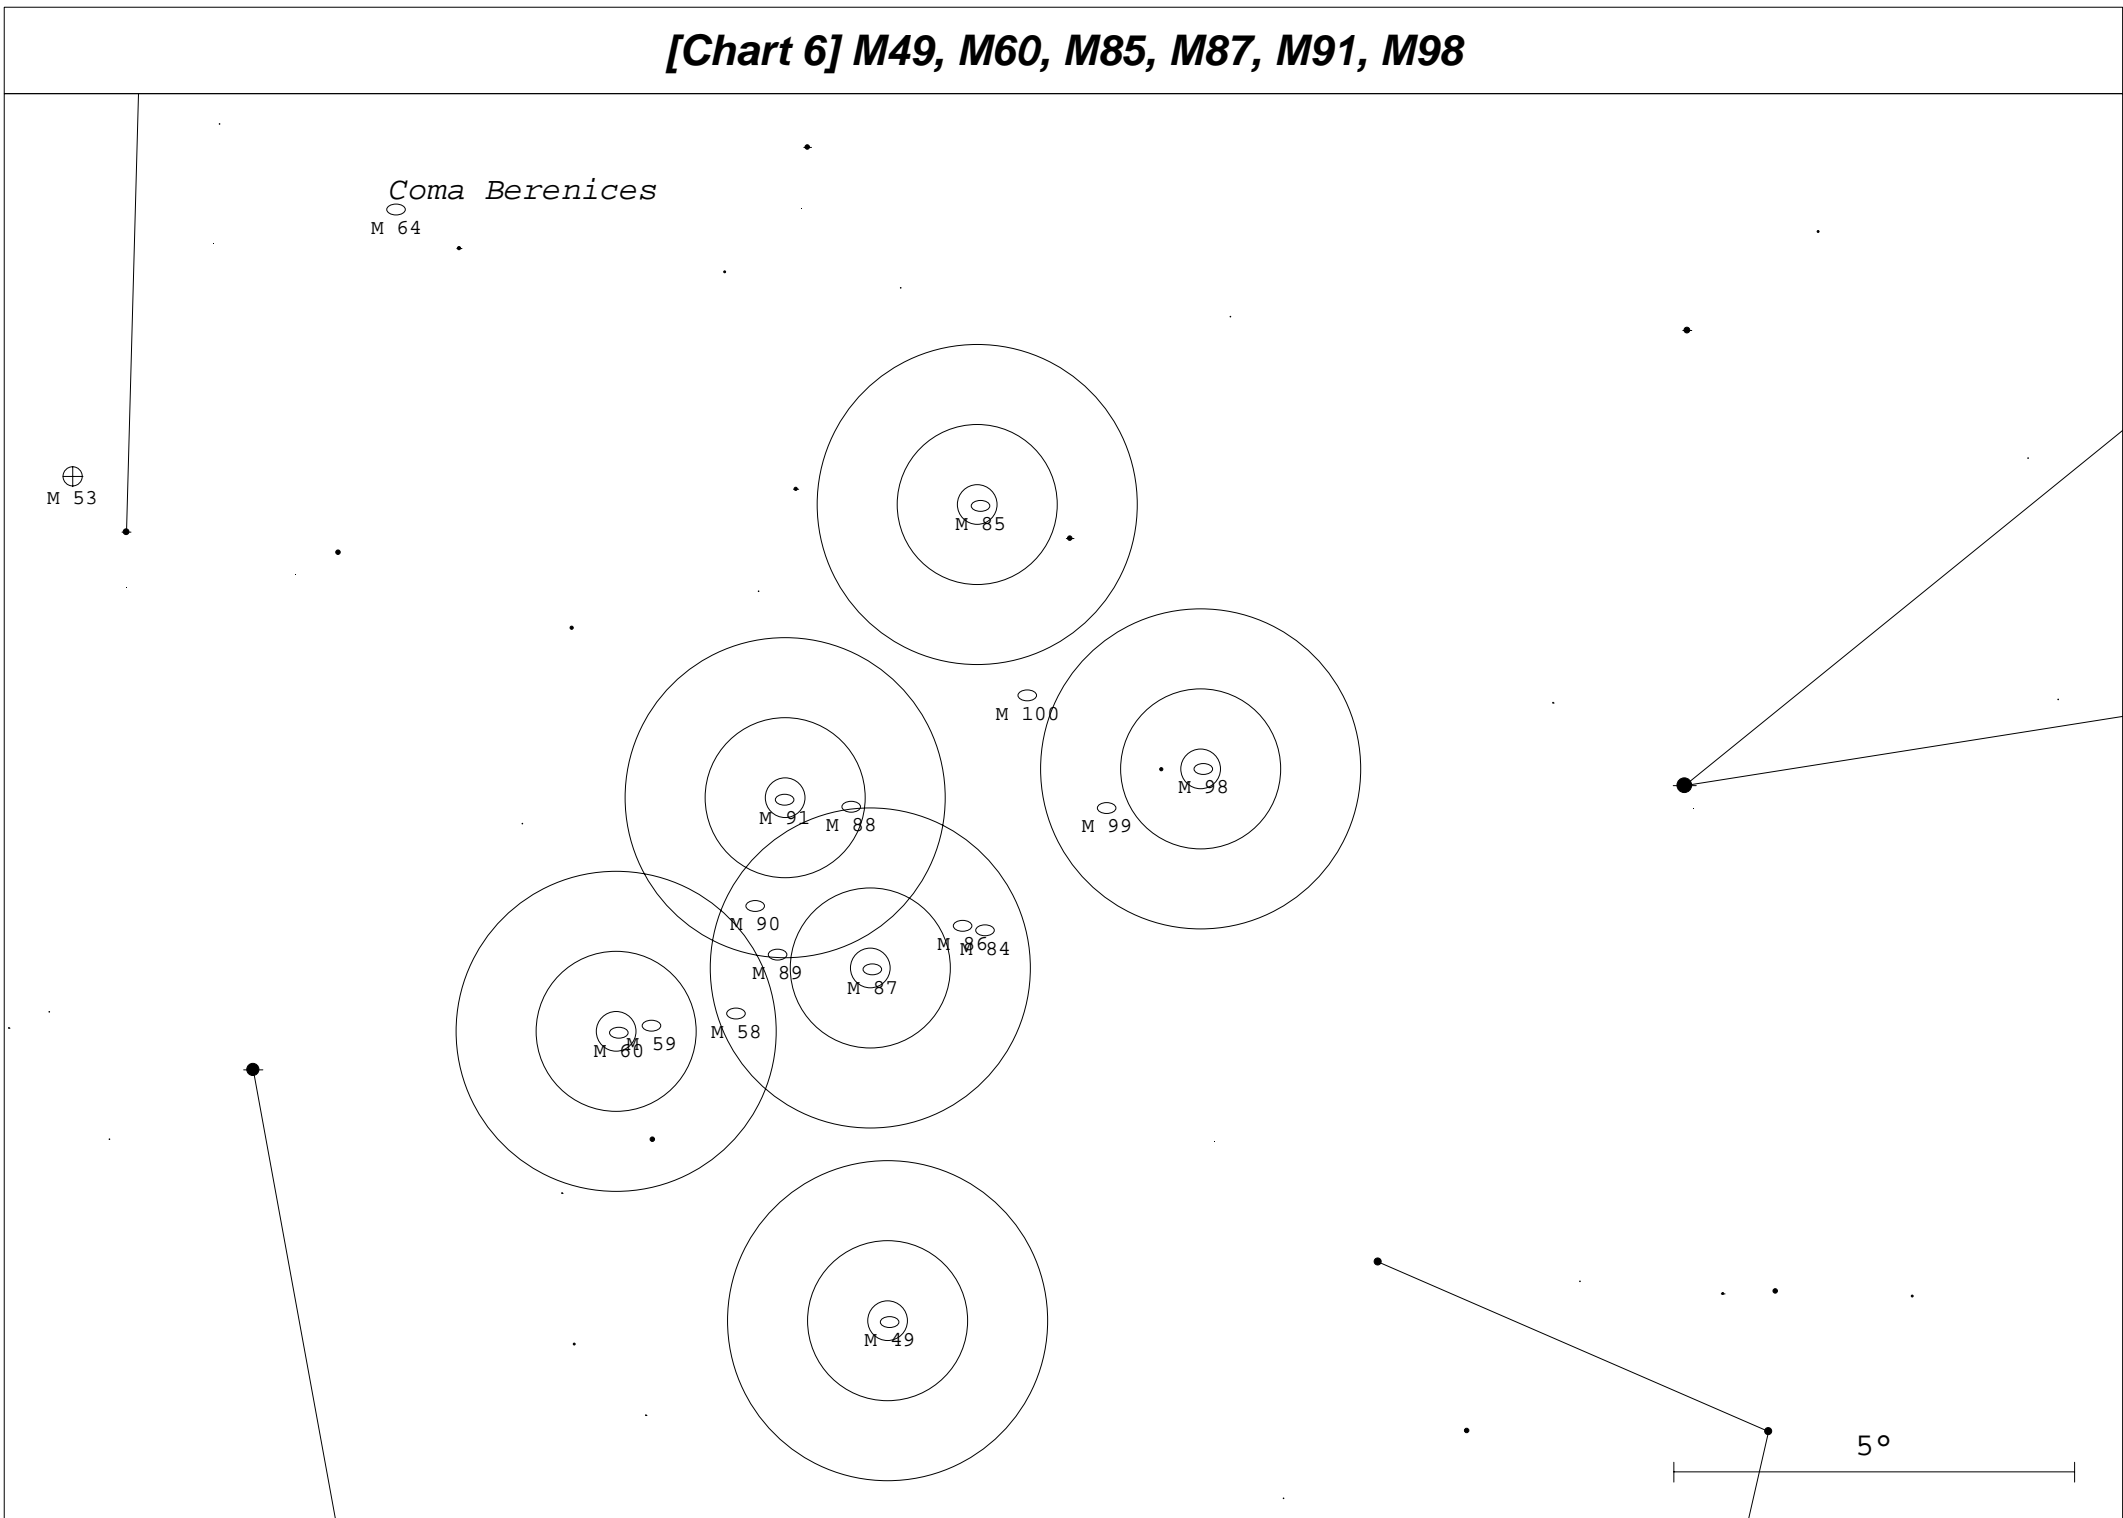 [Chart 6] M49, M60, M85, M87, M91, M98
Coma Berenices
M 64
M 53
M 85
M 100
M 98
M 91
M 88
M 99
M 90
M 86
M 84
M 89
M 87
M 58
M 59
M 60
M 49
5°